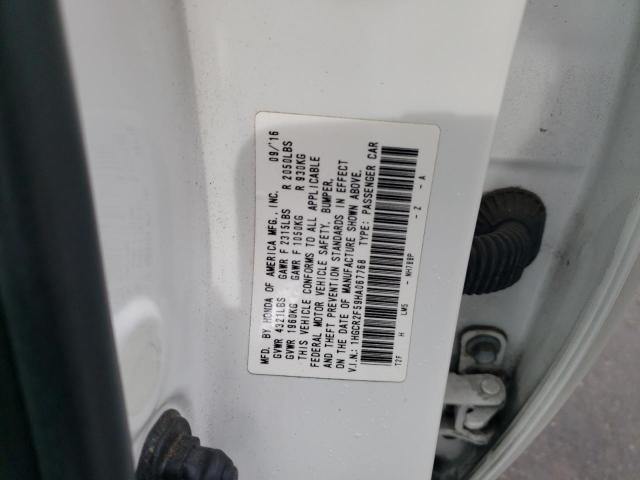 MFD. BY HONDA OF AMERICA MFG., INC. 09/'16
GVWR 4321LBS GAWR F 2315LBS R 2050LBS
GVWR 1960KG GAWR F 1050KG R 930KG
THIS VEHICLE CONFORMS TO ALL APPLICABLE
FEDERAL MOTOR VEHICLE SAFETY, BUMPER,
AND THEFT PREVENTION STANDARDS IN EFFECT
ON THE DATE OF MANUFACTURE SHOWN ABOVE.
V.I.N.: 1HGCR2F59HA067768 TYPE: PASSENGER CAR
T2F H LM5 - NH788P - Z - A